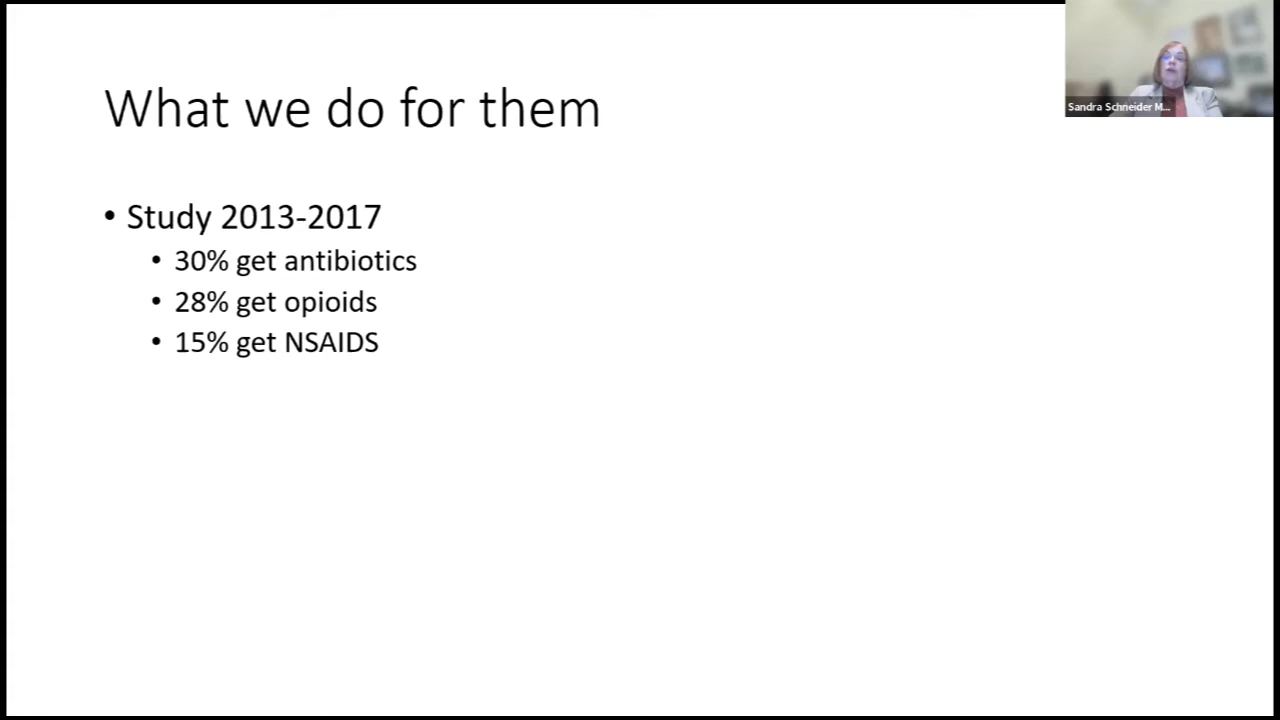 What we do for them
Sandra Schneider M...
• Study 2013-2017
• 30% get antibiotics
• 28% get opioids
• 15% get NSAIDS